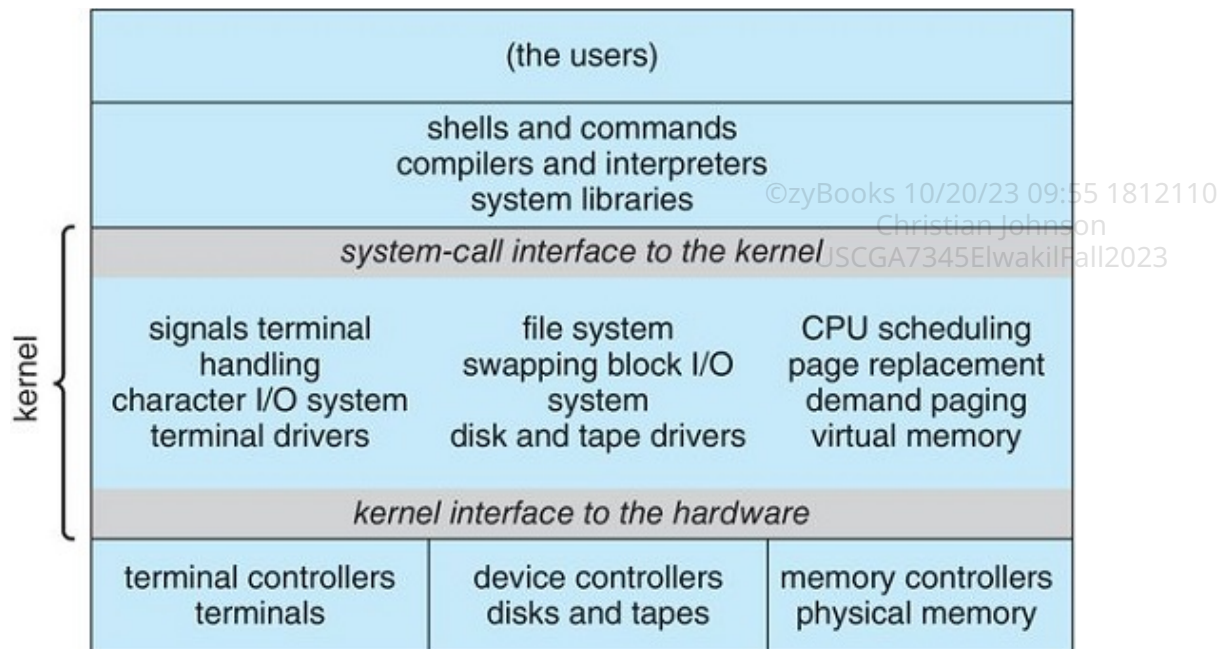 (the users)
shells and commands
compilers and interpreters
system libraries
©zyBooks 10/20/23 09:55 1812110
Christian Johnson
USCGA7345ElwakilFall2023
system-call interface to the kernel
kernel
signals terminal
handling
character I/O system
terminal drivers
file system
swapping block I/O
system
disk and tape drivers
CPU scheduling
page replacement
demand paging
virtual memory
kernel interface to the hardware
terminal controllers
terminals
device controllers
disks and tapes
memory controllers
physical memory